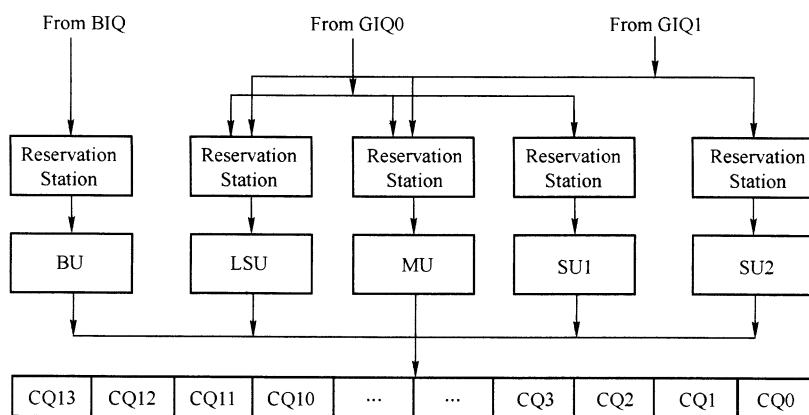 From BIQ
From GIQ0
From GIQ1
Reservation
Station
Reservation
Station
Reservation
Station
Reservation
Station
Reservation
Station
BU
LSU
MU
SU1
SU2
CQ13 CQ12 CQ11 CQ10 ... ... CQ3 CQ2 CQ1 CQ0